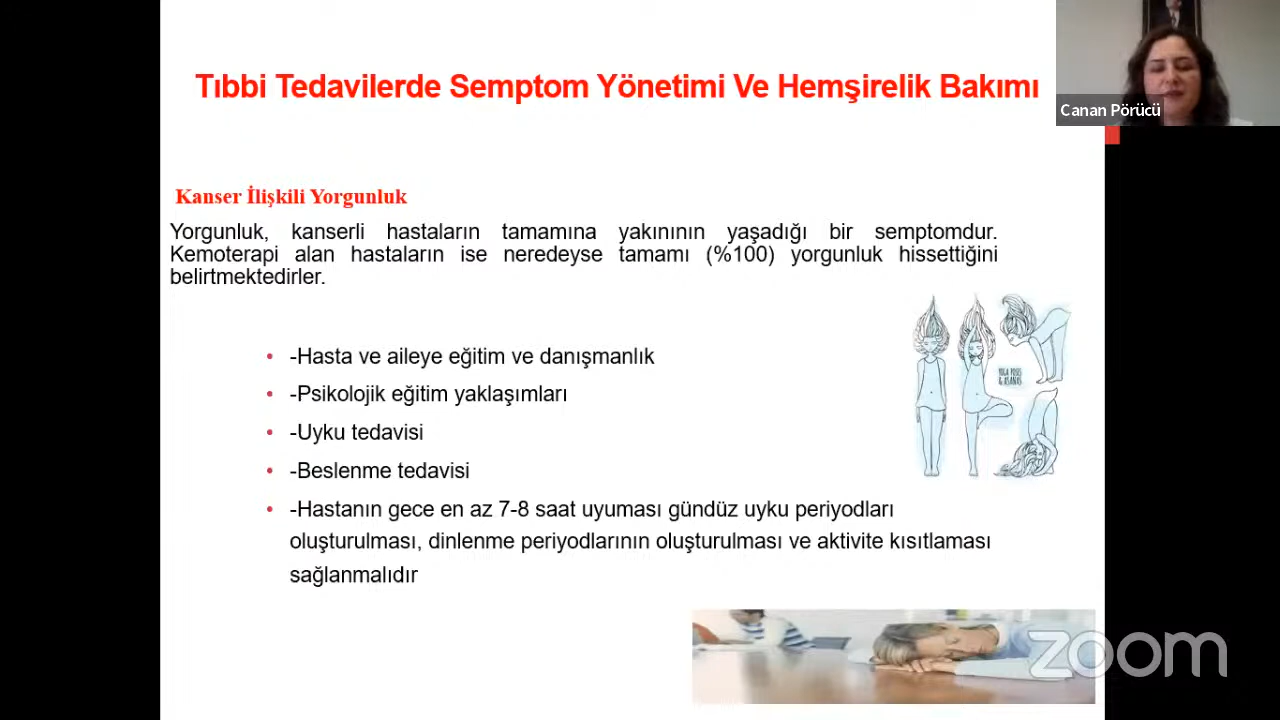 Tıbbi Tedavilerde Semptom Yönetimi Ve Hemşirelik Bakımı
Canan Pörücü
Kanser İlişkili Yorgunluk
Yorgunluk, kanserli hastaların tamamına yakınının yaşadığı bir semptomdur.
Kemoterapi alan hastaların ise neredeyse tamamı (%100) yorgunluk hissettiğini
belirtmektedirler.
• -Hasta ve aileye eğitim ve danışmanlık
• -Psikolojik eğitim yaklaşımları
• -Uyku tedavisi
• -Beslenme tedavisi
• -Hastanın gece en az 7-8 saat uyuması gündüz uyku periyodları
oluşturulması, dinlenme periyodlarının oluşturulması ve aktivite kısıtlaması
sağlanmalıdır
YOGA POSES
& ASANAS
zoom